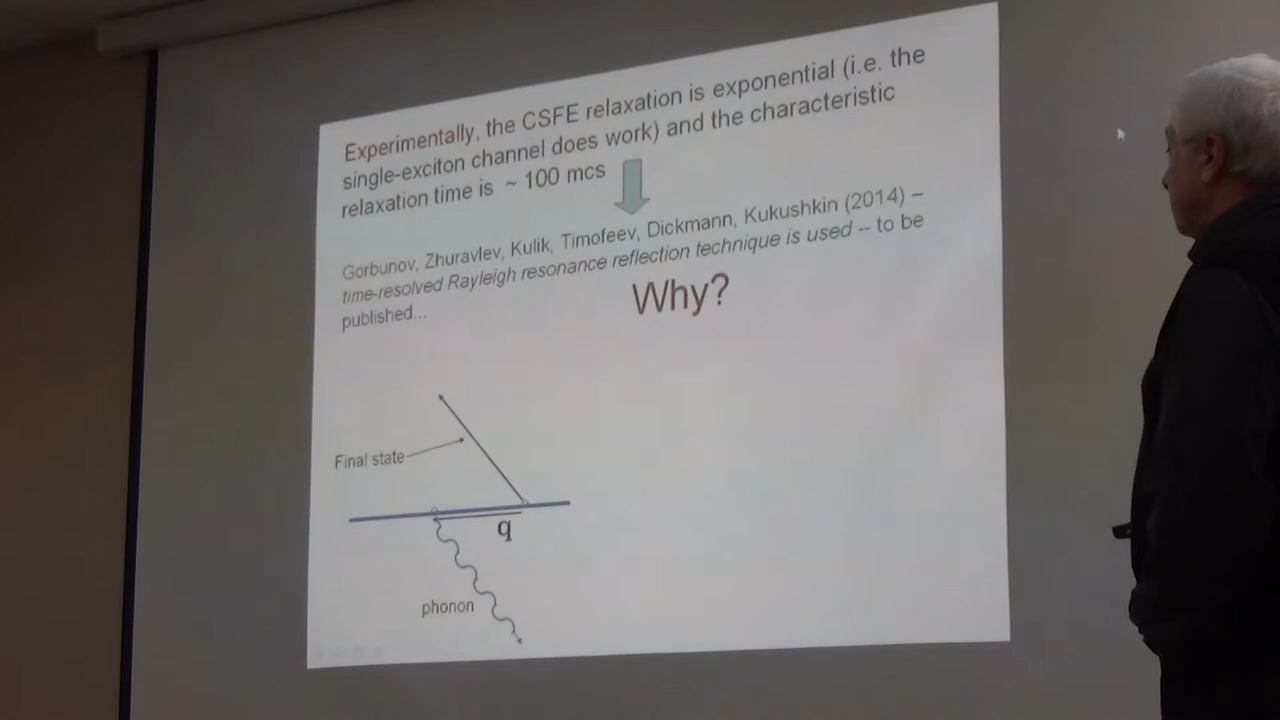 Experimentally, the CSFE relaxation is exponential (i.e. the
single-exciton channel does work) and the characteristic
relaxation time is ~ 100 mcs
Gorbunov, Zhuravlev, Kulik, Timofeev, Dickmann, Kukushkin (2014) –
time-resolved Rayleigh resonance reflection technique is used -- to be
published...
Why?
Final state
q
phonon